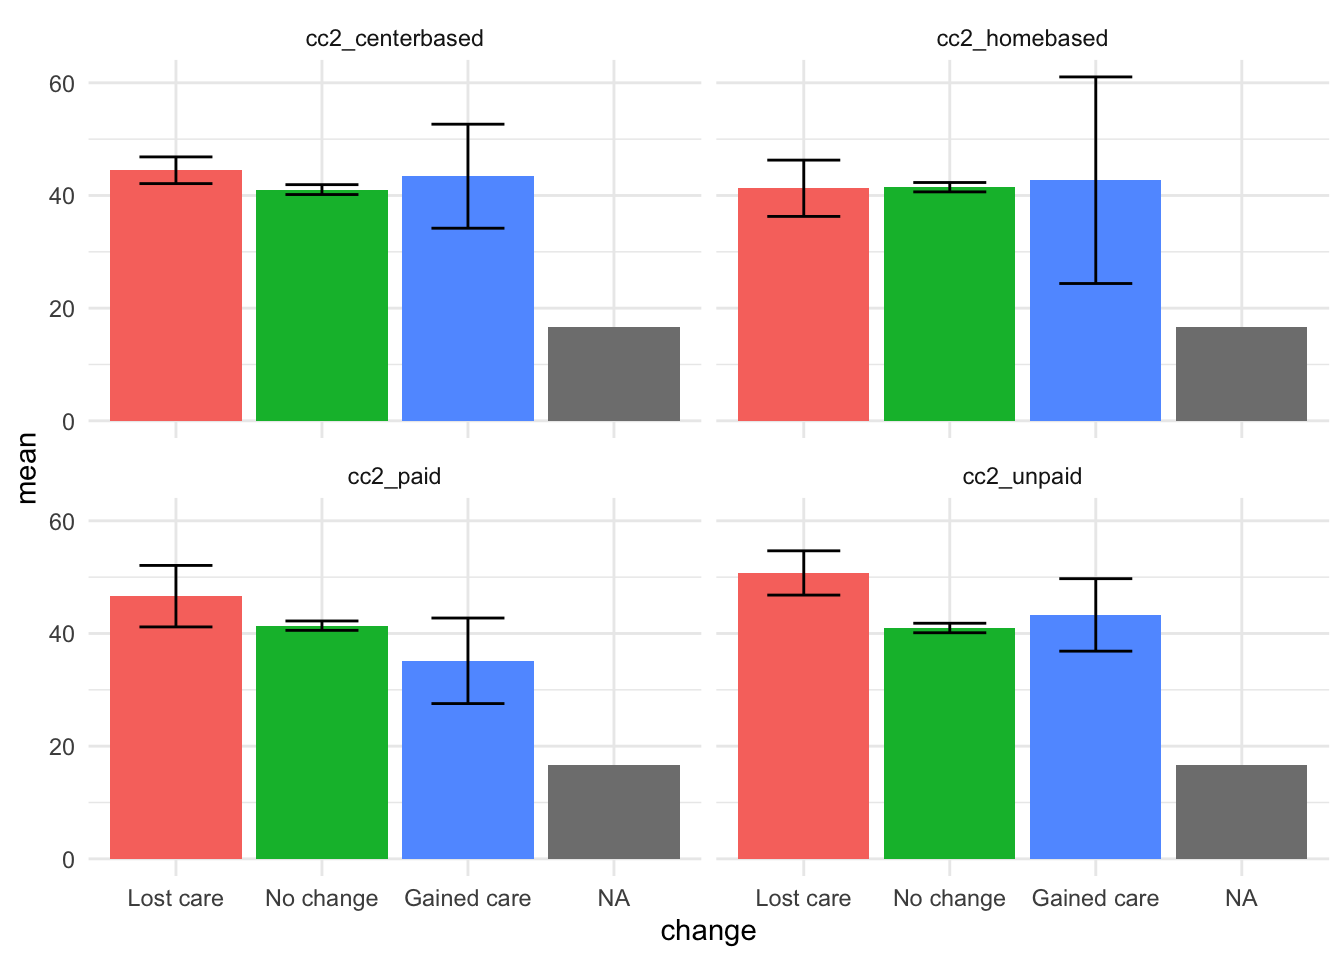 cc2_centerbased
cc2_homebased
60
40
20
0
mean
cc2_paid
cc2_unpaid
60
40
20
0
Lost care No change Gained care NA
Lost care No change Gained care NA
change